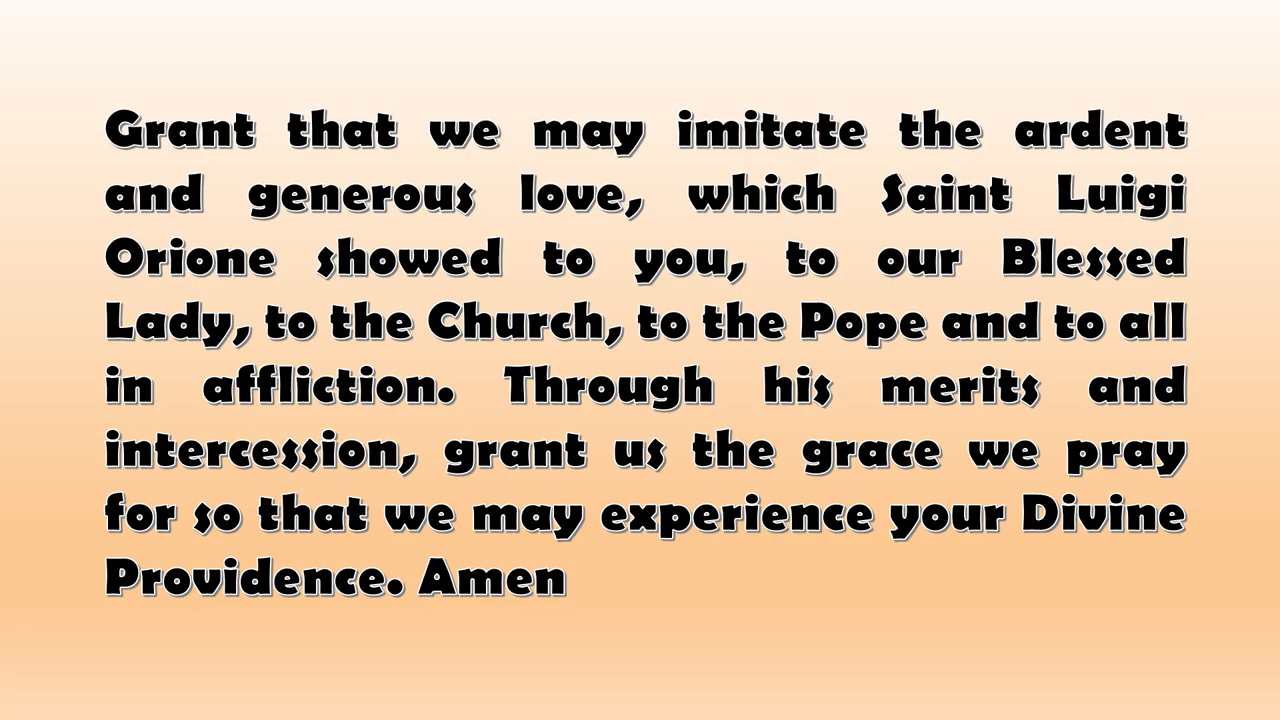 Grant that we may imitate the ardent
and generous love, which Saint Luigi
Orione showed to you, to our Blessed
Lady, to the Church, to the Pope and to all
in affliction. Through his merits and
intercession, grant us the grace we pray
for so that we may experience your Divine
Providence. Amen